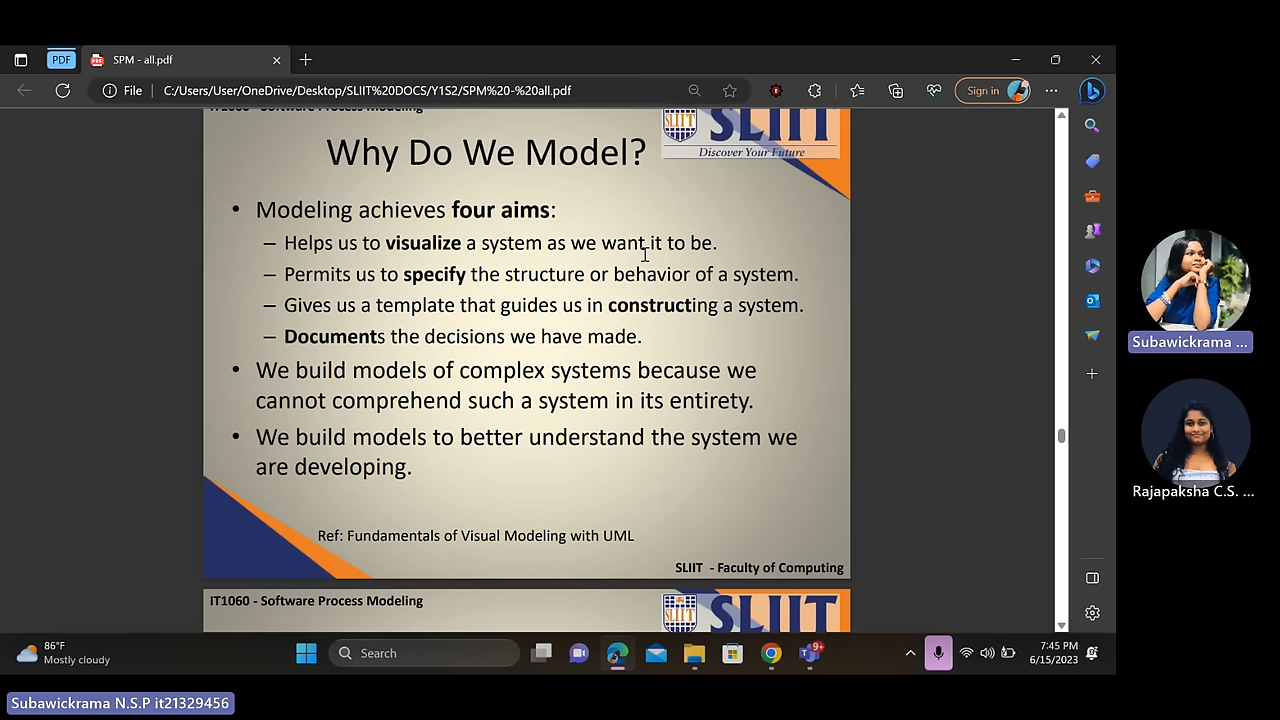 PDF
SPM - all.pdf
File
C:/Users/User/OneDrive/Desktop/SLIIT%20DOCS/Y1S2/SPM%20-%20all.pdf
Sign in
IT1060 - Software Process Modeling
SLIIT
SLIIT
Discover Your Future
Why Do We Model?
• Modeling achieves four aims:
– Helps us to visualize a system as we want it to be.
– Permits us to specify the structure or behavior of a system.
– Gives us a template that guides us in constructing a system.
– Documents the decisions we have made.
• We build models of complex systems because we
cannot comprehend such a system in its entirety.
• We build models to better understand the system we
are developing.
Ref: Fundamentals of Visual Modeling with UML
SLIIT - Faculty of Computing
IT1060 - Software Process Modeling
SLIIT
Subawickrama ...
Rajapaksha C.S. ...
86°F
Mostly cloudy
Search
9+
7:45 PM
6/15/2023
Subawickrama N.S.P it21329456